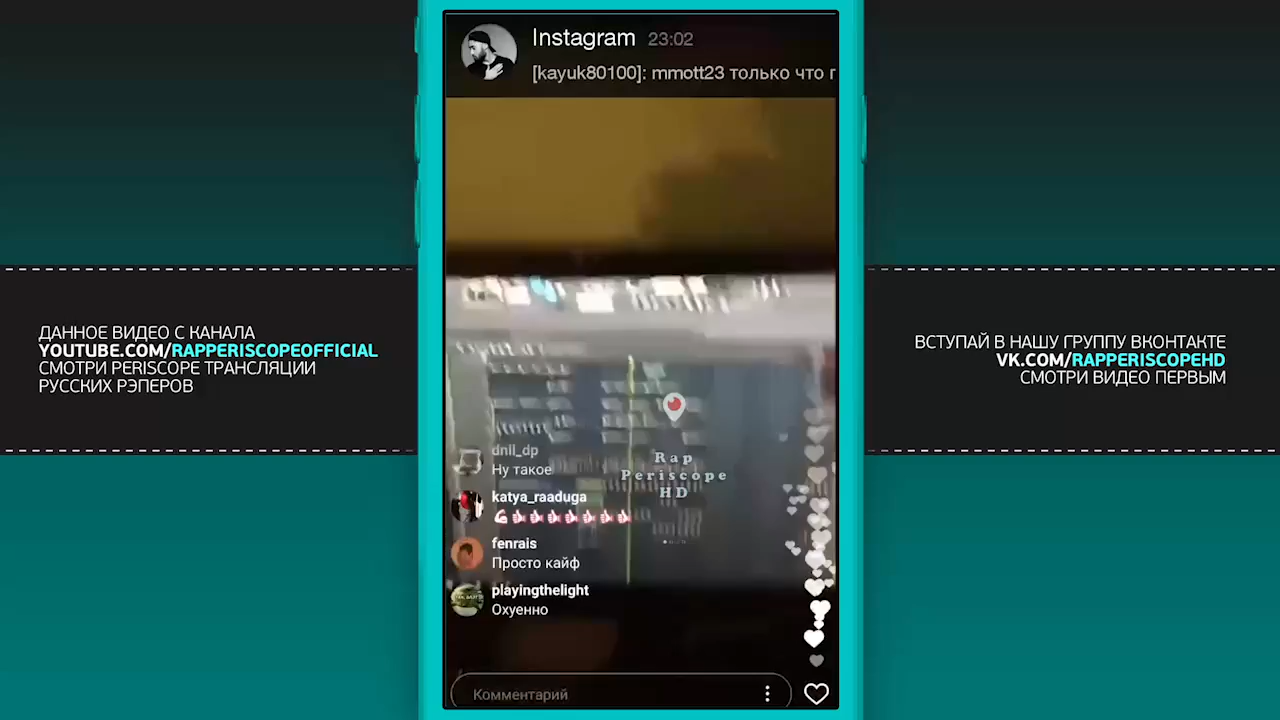 Instagram 23:02
[kayuk80100]: mmott23 только что г
ДАННОЕ ВИДЕО С КАНАЛА
YOUTUBE.COM/RAPPERISCOPEOFFICIAL
СМОТРИ PERISCOPE ТРАНСЛЯЦИИ
РУССКИХ РЭПЕРОВ
dnil_dp
Ну такое
katya_raaduga
fenrais
Просто кайф
playingthelight
Охуенно
Rap
Periscope
HD
Комментарий
ВСТУПАЙ В НАШУ ГРУППУ ВКОНТАКТЕ
VK.COM/RAPPERISCOPEHD
СМОТРИ ВИДЕО ПЕРВЫМ